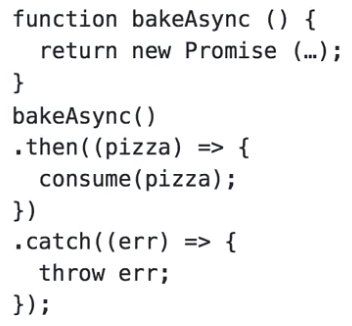 function bakeAsync () {
  return new Promise (…);
}
bakeAsync()
.then((pizza) => {
  consume(pizza);
})
.catch((err) => {
  throw err;
});